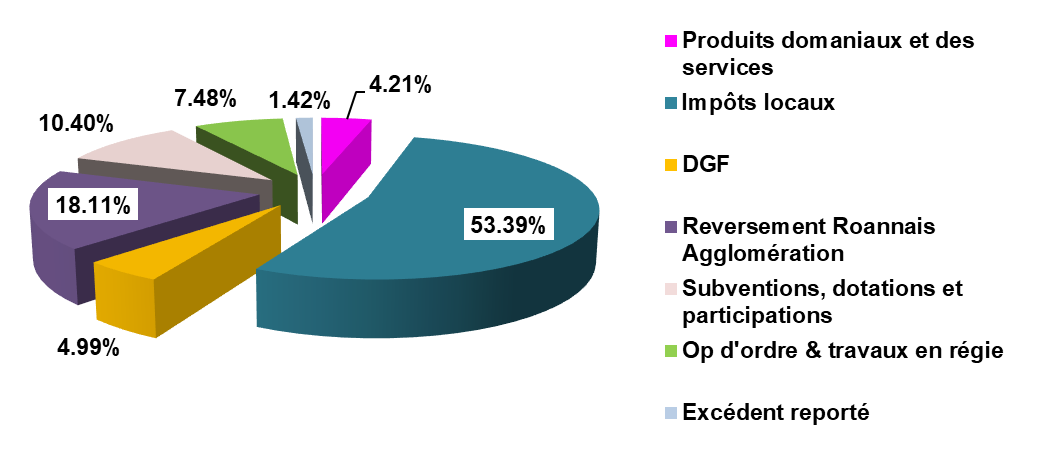 4.21%
53.39%
4.99%
18.11%
10.40%
7.48%
1.42%
Produits domaniaux et des
services
Impôts locaux
DGF
Reversement Roannais
Agglomération
Subventions, dotations et
participations
Op d'ordre & travaux en régie
Excédent reporté